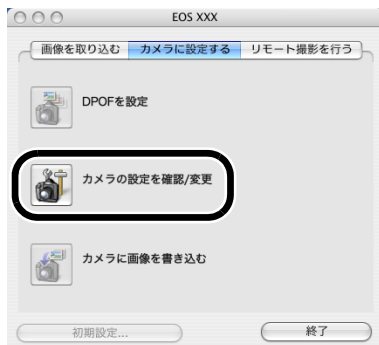 EOS XXX
画像を取り込む カメラに設定する リモート撮影を行う
DPOFを設定
カメラの設定を確認/変更
カメラに画像を書き込む
初期設定... 終了